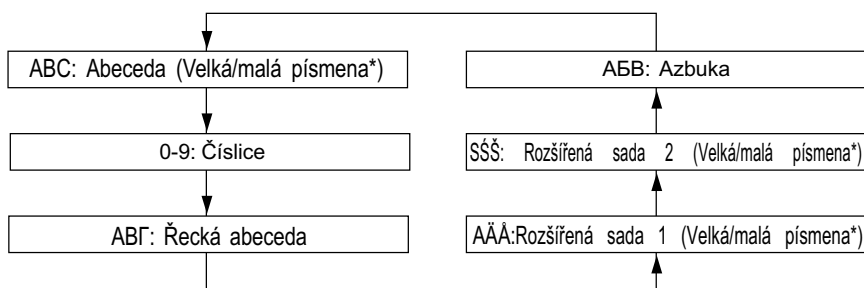 ABC: Abeceda (Velká/malá písmena*)
0-9: Číslice
ΑΒΓ: Řecká abeceda
AÄÅ:Rozšířená sada 1 (Velká/malá písmena*)
SŚŠ: Rozšířená sada 2 (Velká/malá písmena*)
АБВ: Azbuka